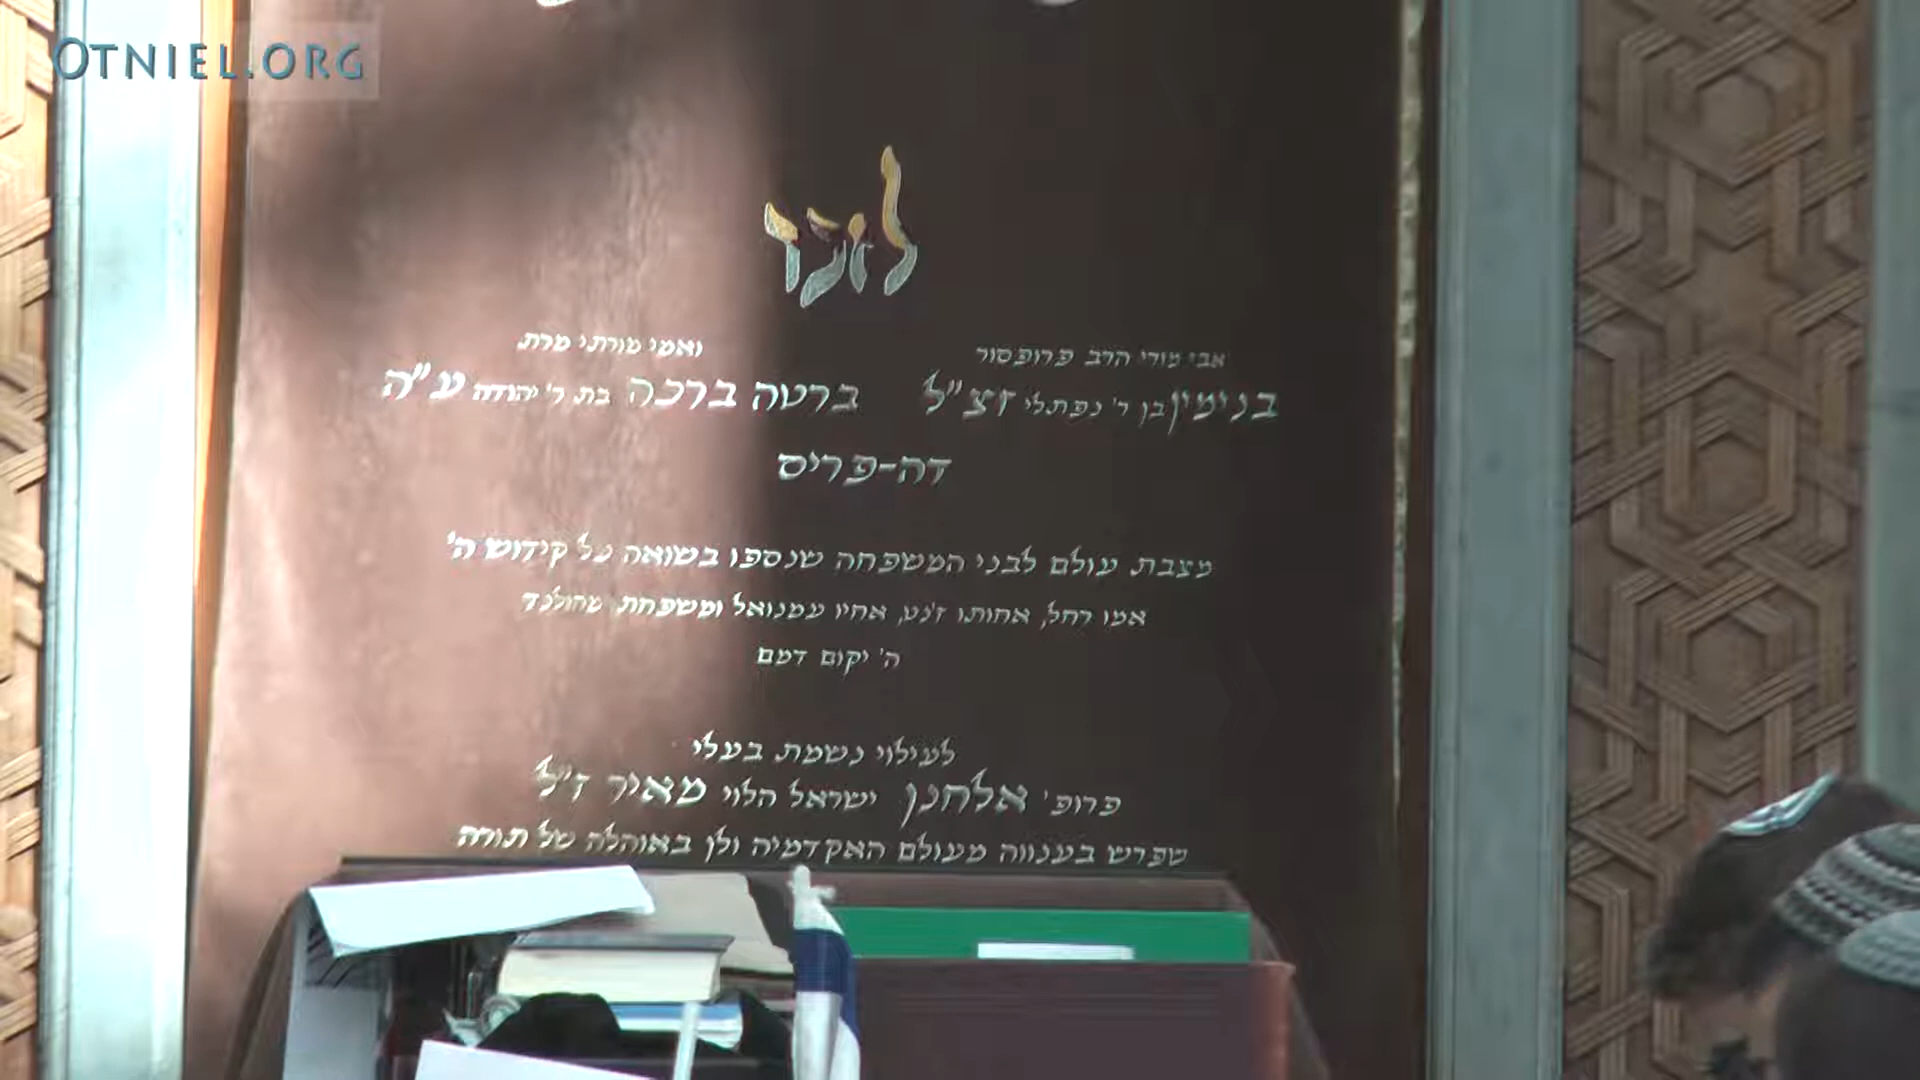 OTNIEL.ORG
לזכר
אבי מורי הרב פרופסור
בנימין בן ר' נפתלי זצ"ל
ואמי מורתי מרת
ברטה ברכה בת ר' יהודה ע"ה
דה-פריס
מצבת עולם לבני המשפחה שנספו בשואה על קידוש ה'
אמו רחל, אחותו ז'נט, אחיו עמנואל ומשפחת מהולנד
ה' יקום דמם
לעילוי נשמת בעלי
פרופ' אלחנן ישראל הלוי מאיר ז"ל
שפרש בענווה מעולם האקדמיה ולן באוהלה של תורה